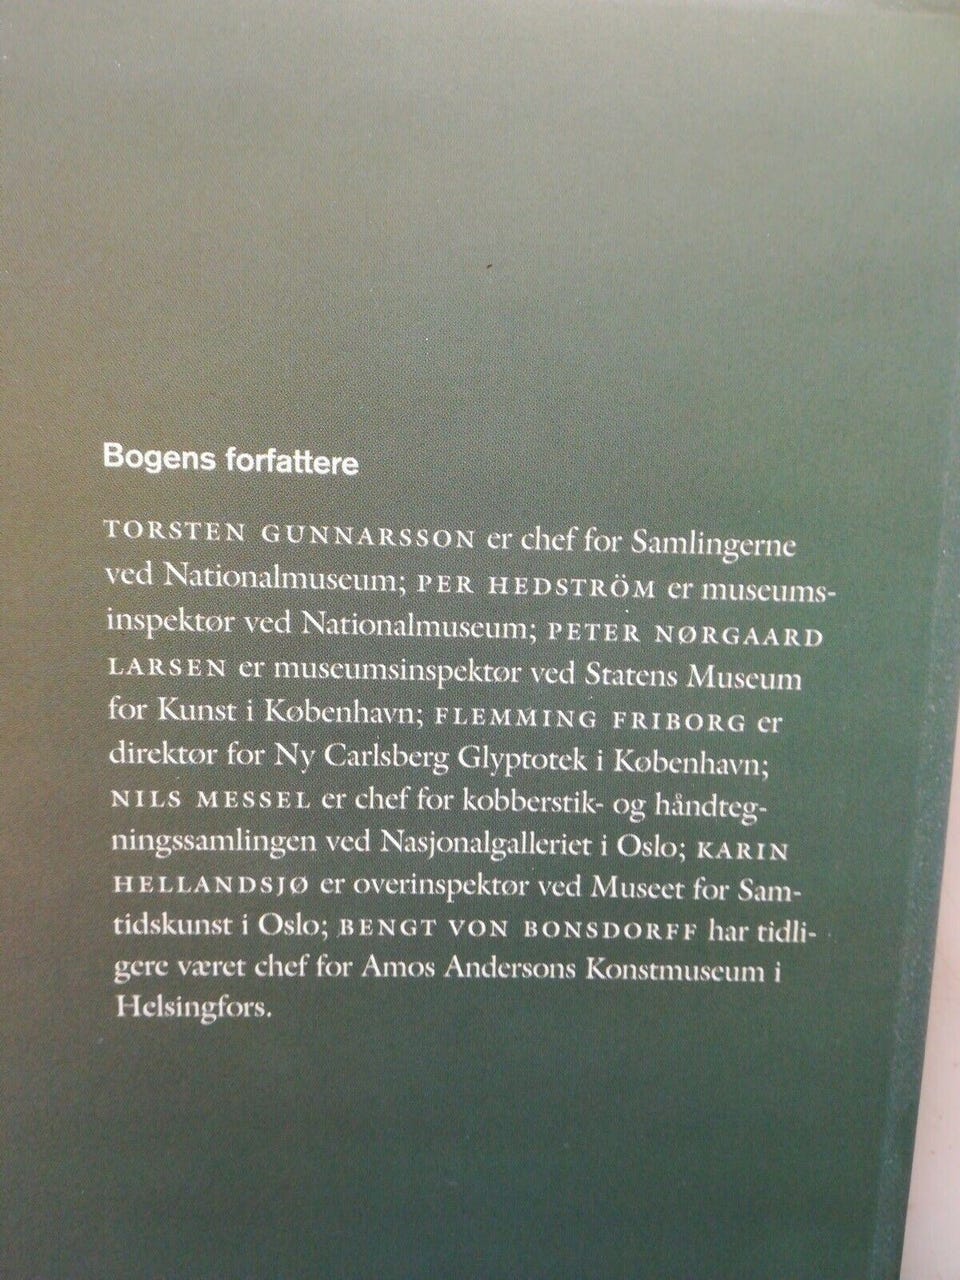 Bogens forfattere
TORSTEN GUNNARSSON er chef for Samlingerne
ved Nationalmuseum; PER HEDSTRÖM er museums-
inspektør ved Nationalmuseum; PETER NØRGAARD
LARSEN er museumsinspektør ved Statens Museum
for Kunst i København; FLEMMING FRIBORG er
direktør for Ny Carlsberg Glyptotek i København;
NILS MESSEL er chef for kobberstik- og håndteg-
ningssamlingen ved Nasjonalgalleriet i Oslo; KARIN
HELLANDSJØ er overinspektør ved Museet for Sam-
tidskunst i Oslo; BENGT VON BONSDORFF har tidli-
gere været chef for Amos Andersons Konstmuseum i
Helsingfors.